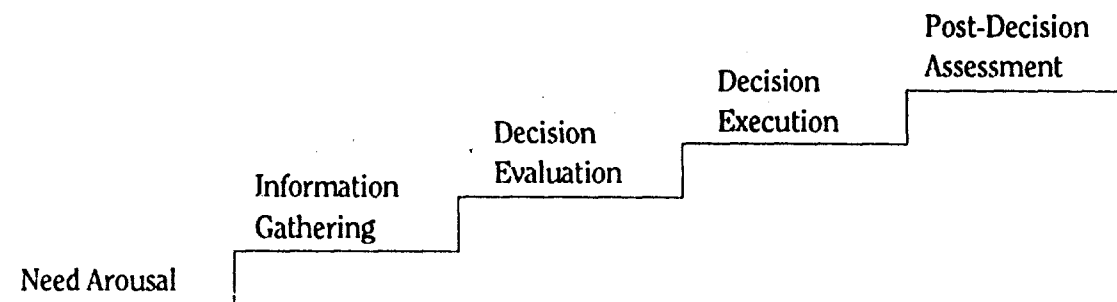 Post-Decision
Assessment
Decision
Execution
Decision
Evaluation
Information
Gathering
Need Arousal